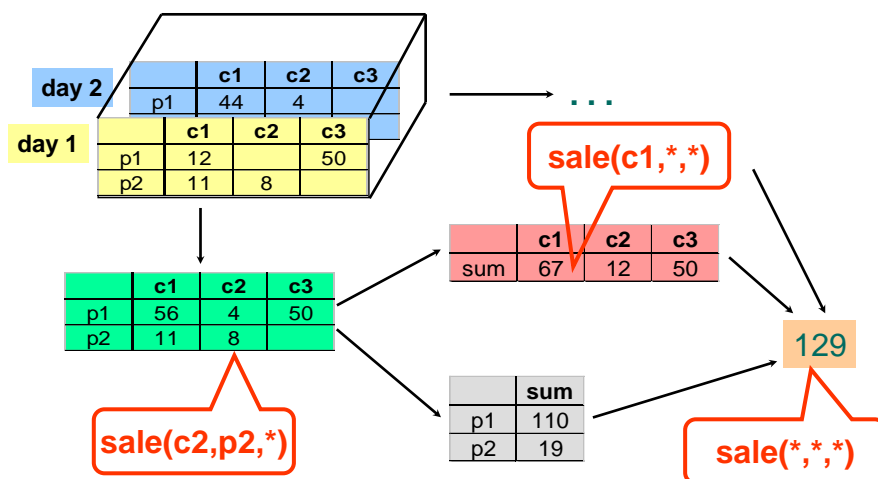 day 2
c1 c2 c3
p1 44 4
day 1
c1 c2 c3
p1 12 50
p2 11 8
. . .
sale(c1,*,*)
c1 c2 c3
sum 67 12 50
c1 c2 c3
p1 56 4 50
p2 11 8
129
sum
p1 110
p2 19
sale(c2,p2,*)
sale(*,*,*)